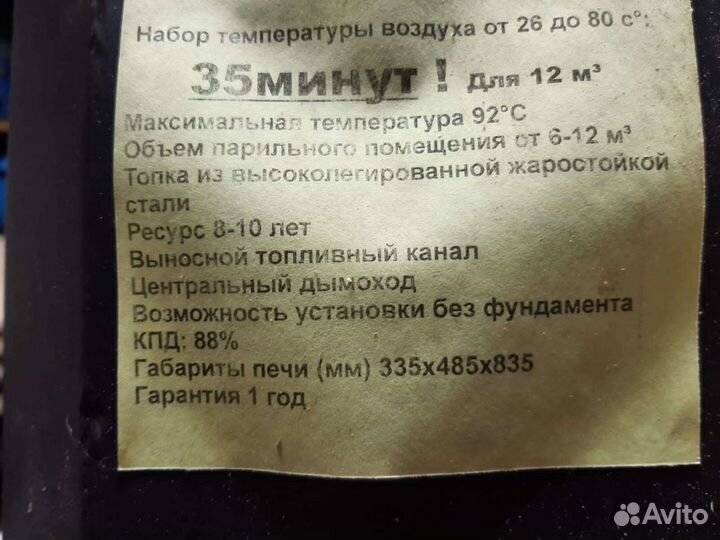 Набор температуры воздуха от 26 до 80 с°:
35минут ! Для 12 м³
Максимальная температура 92°С
Объем парильного помещения от 6-12 м³
Топка из высоколегированной жаростойкой
стали
Ресурс 8-10 лет
Выносной топливный канал
Центральный дымоход
Возможность установки без фундамента
КПД: 88%
Габариты печи (мм) 335х485х835
Гарантия 1 год
Avito